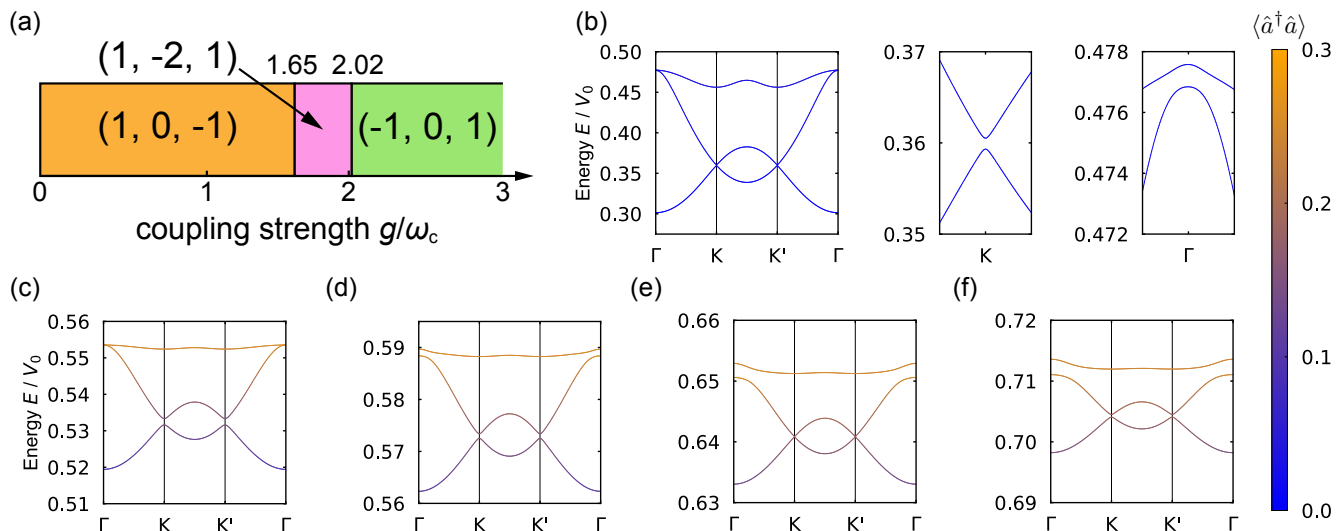 (a)
(1, -2, 1)
1.65 2.02
(1, 0, -1)
(-1, 0, 1)
0 1 2 3
coupling strength g/ωc
(b)
Energy E / V0
0.50
0.45
0.40
0.35
0.30
Γ K K' Γ
0.37
0.36
0.35
K
0.478
0.476
0.474
0.472
Γ
⟨â†â⟩
0.3
0.2
0.1
0.0
(c)
Energy E / V0
0.56
0.55
0.54
0.53
0.52
0.51
Γ K K' Γ
(d)
0.59
0.58
0.57
0.56
Γ K K' Γ
(e)
0.66
0.65
0.64
0.63
Γ K K' Γ
(f)
0.72
0.71
0.70
0.69
Γ K K' Γ